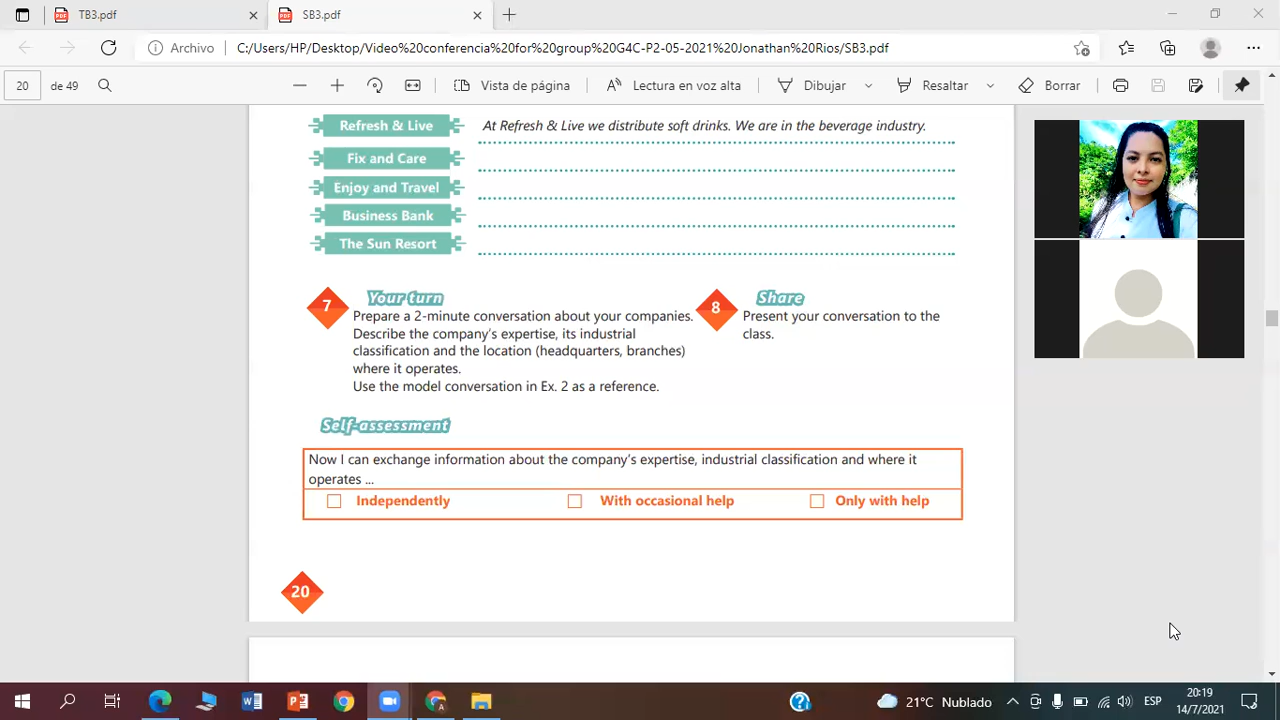 TB3.pdf
SB3.pdf
Archivo
C:/Users/HP/Desktop/Video%20conferencia%20for%20group%20G4C-P2-05-2021%20Jonathan%20Rios/SB3.pdf
20
de 49
Vista de página
Lectura en voz alta
Dibujar
Resaltar
Borrar
Refresh & Live
At Refresh & Live we distribute soft drinks. We are in the beverage industry.
Fix and Care
Enjoy and Travel
Business Bank
The Sun Resort
7
Your turn
Prepare a 2-minute conversation about your companies.
Describe the company's expertise, its industrial
classification and the location (headquarters, branches)
where it operates.
Use the model conversation in Ex. 2 as a reference.
8
Share
Present your conversation to the
class.
Self-assessment
Now I can exchange information about the company's expertise, industrial classification and where it
operates ...
Independently
With occasional help
Only with help
20
21°C Nublado
ESP
20:19
14/7/2021